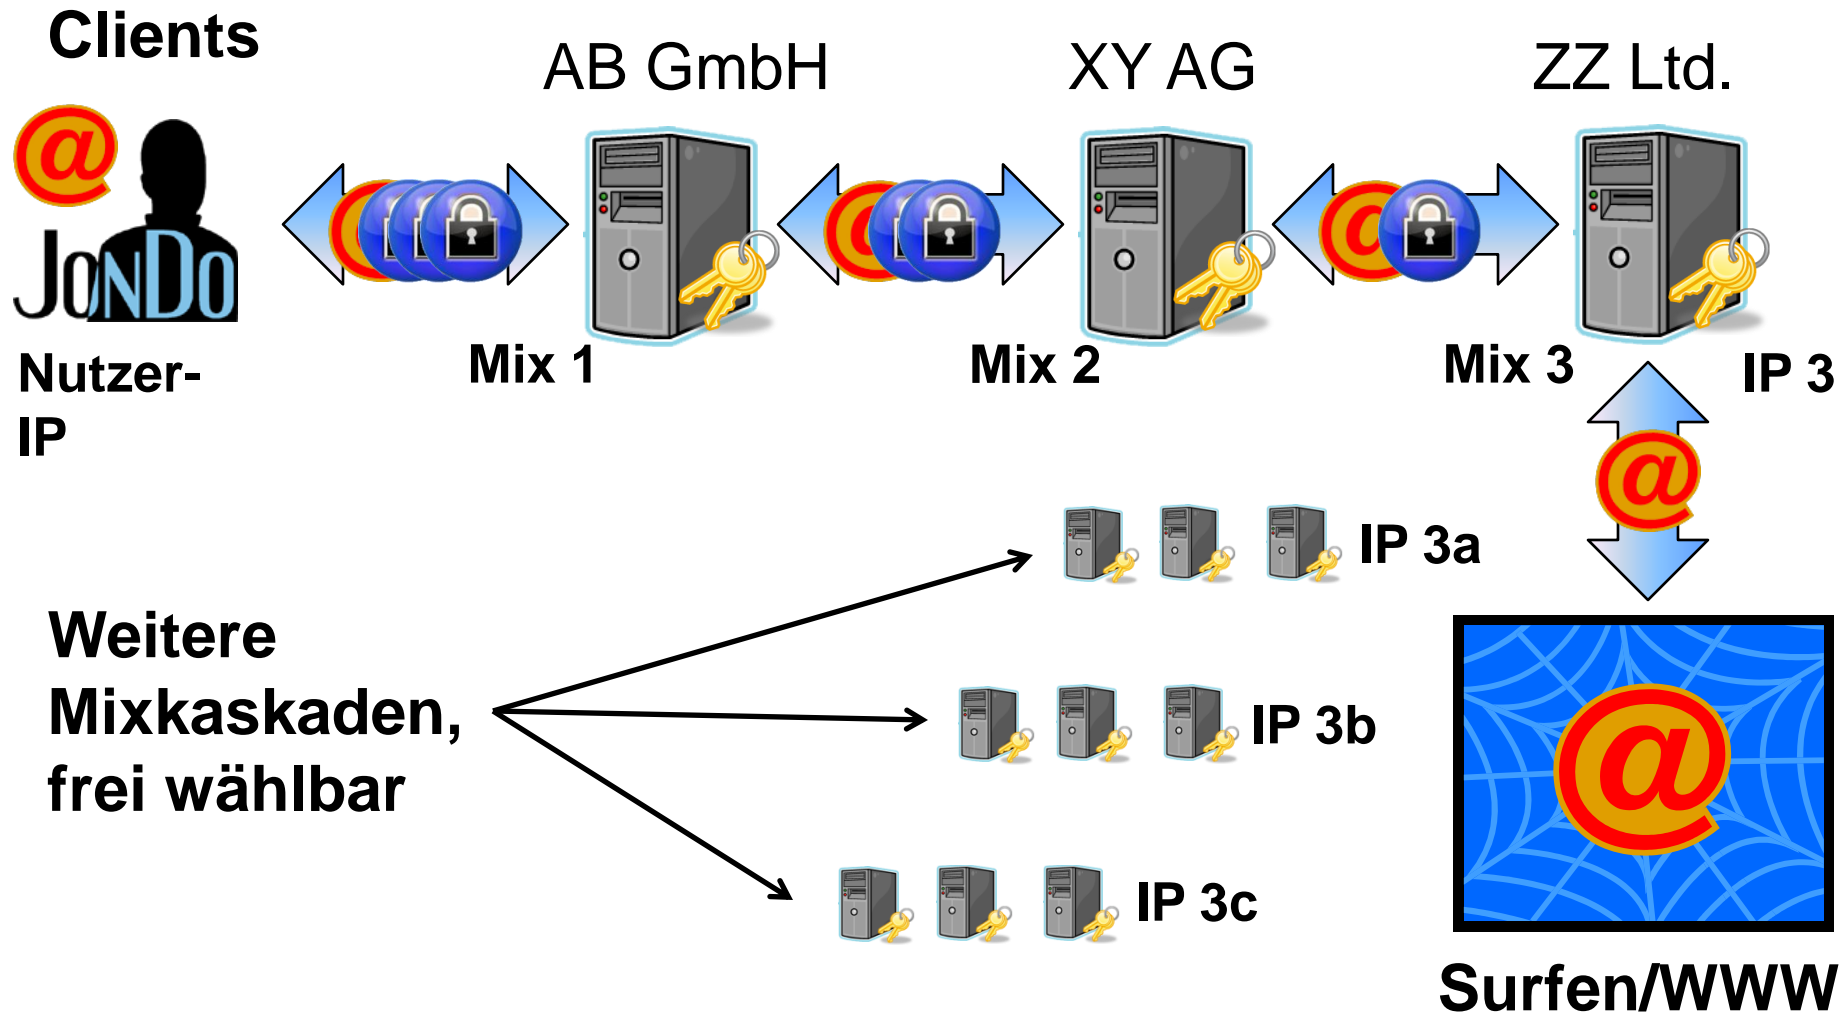 Clients
AB GmbH
XY AG
ZZ Ltd.
@
JonDo
@
@
@
Nutzer-
IP
Mix 1
Mix 2
Mix 3
IP 3
@
IP 3a
Weitere
Mixkaskaden,
frei wählbar
IP 3b
@
IP 3c
Surfen/WWW